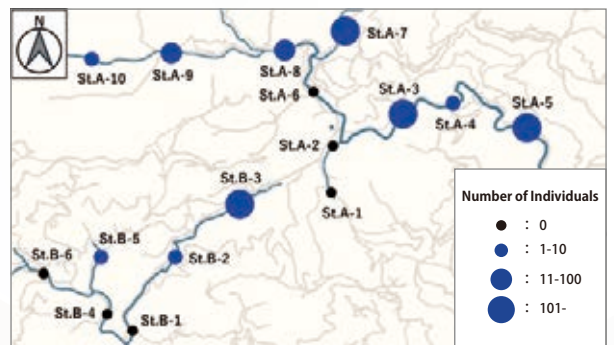 N
St.A-7
St.A-8
St.A-9
St.A-10
St.A-6
St.A-3
St.A-4
St.A-5
St.A-2
St.B-3
St.A-1
Number of Individuals
: 0
: 1-10
: 11-100
: 101-
St.B-5
St.B-2
St.B-6
St.B-4
St.B-1